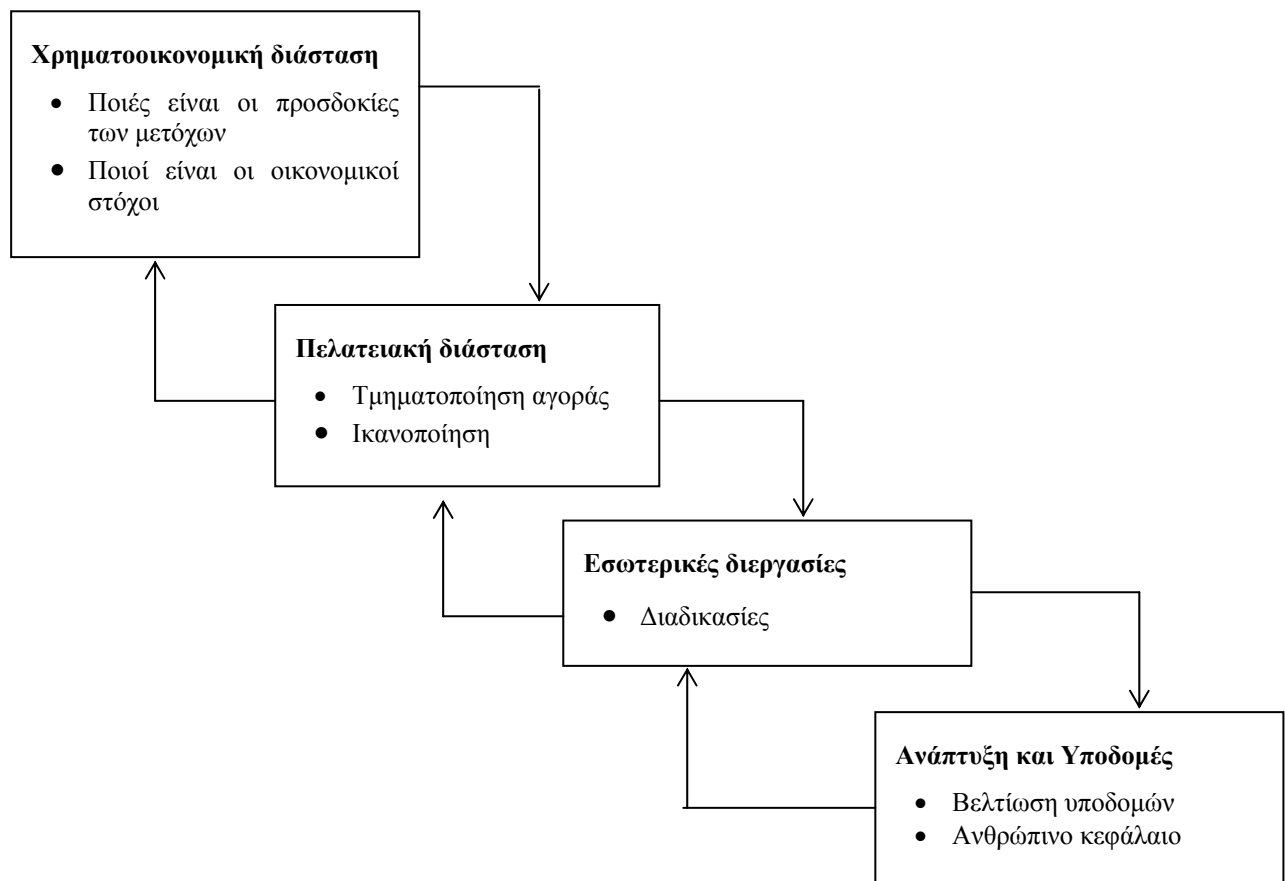 Χρηματοοικονομική διάσταση
• Ποιές είναι οι προσδοκίες
των μετόχων
• Ποιοί είναι οι οικονομικοί
στόχοι
Πελατειακή διάσταση
• Τμηματοποίηση αγοράς
• Ικανοποίηση
Εσωτερικές διεργασίες
• Διαδικασίες
Ανάπτυξη και Υποδομές
• Βελτίωση υποδομών
• Ανθρώπινο κεφάλαιο